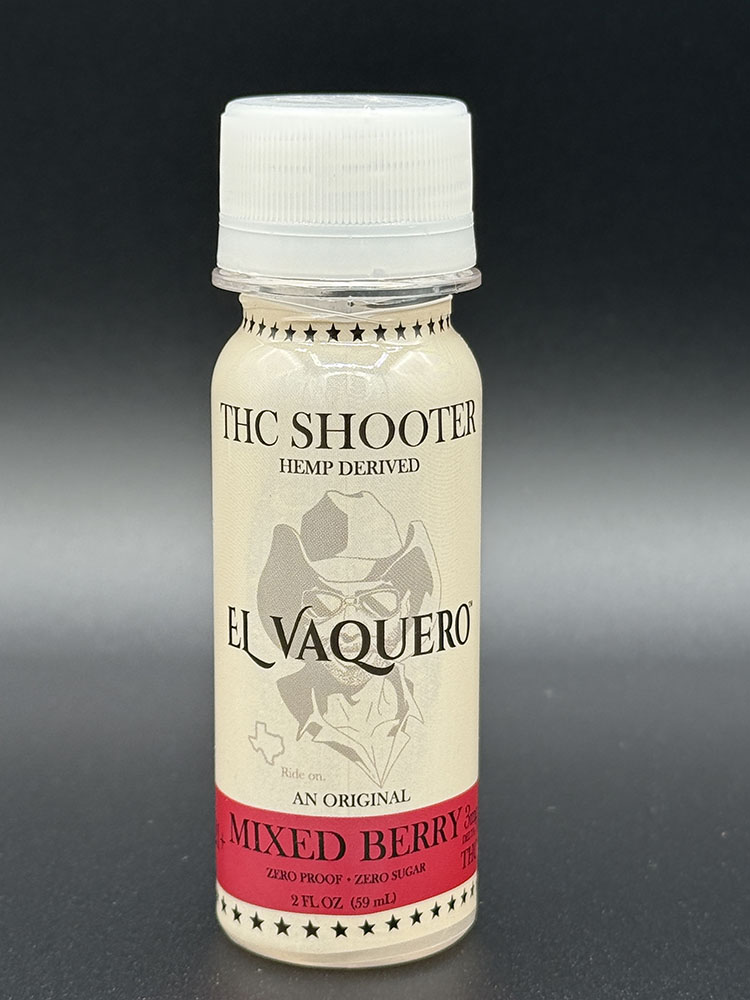 THC SHOOTER
HEMP DERIVED
EL VAQUERO™
Ride on.
AN ORIGINAL
MIXED BERRY
ZERO PROOF • ZERO SUGAR
2 FL OZ (59 mL)